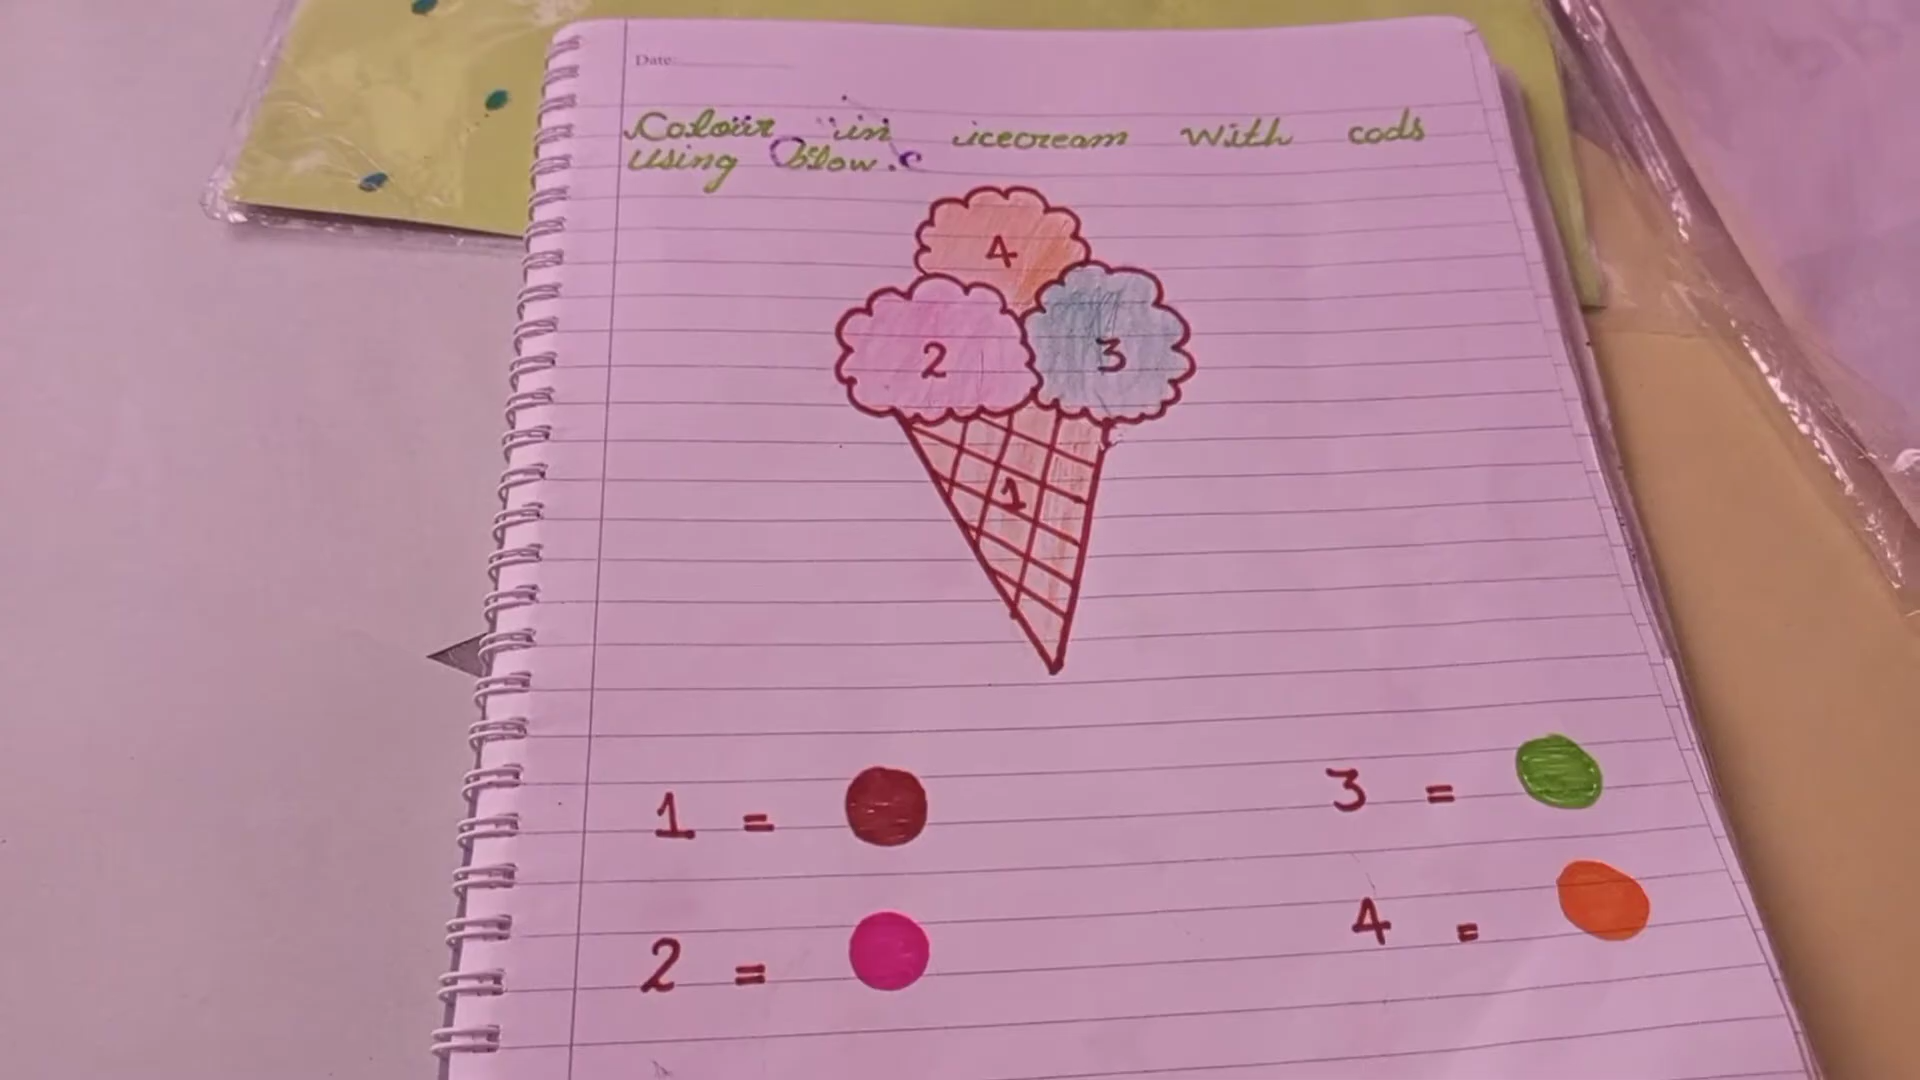 Date:
Colour in icecream with cods
using Blow.
4
2 3
1
1 = 3 =
2 = 4 =